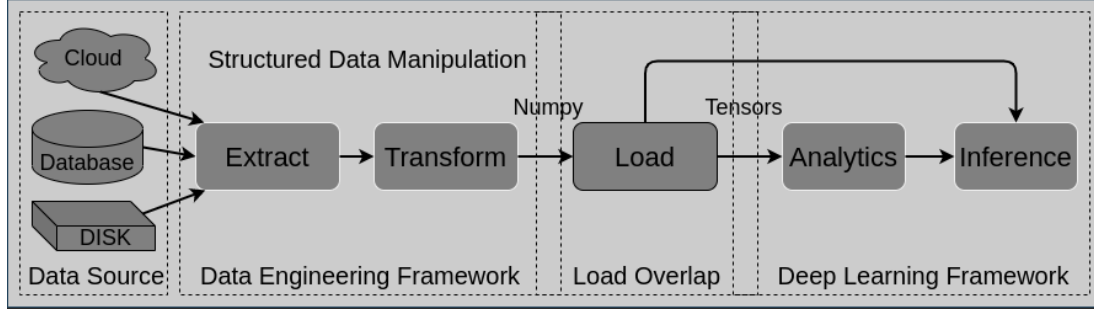 Cloud
Structured Data Manipulation
Numpy
Tensors
Database
Extract
Transform
Load
Analytics
Inference
DISK
Data Source
Data Engineering Framework
Load Overlap
Deep Learning Framework